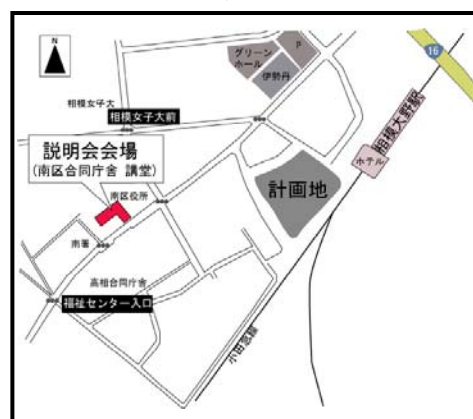 N
グリーン
ホール
P
伊勢丹
16
相模女子大
相模女子大前
相模大野駅
ホテル
説明会会場
(南区合同庁舎 講堂)
南区役所
計画地
南署
高相合同庁舎
福祉センター入口
小田急線